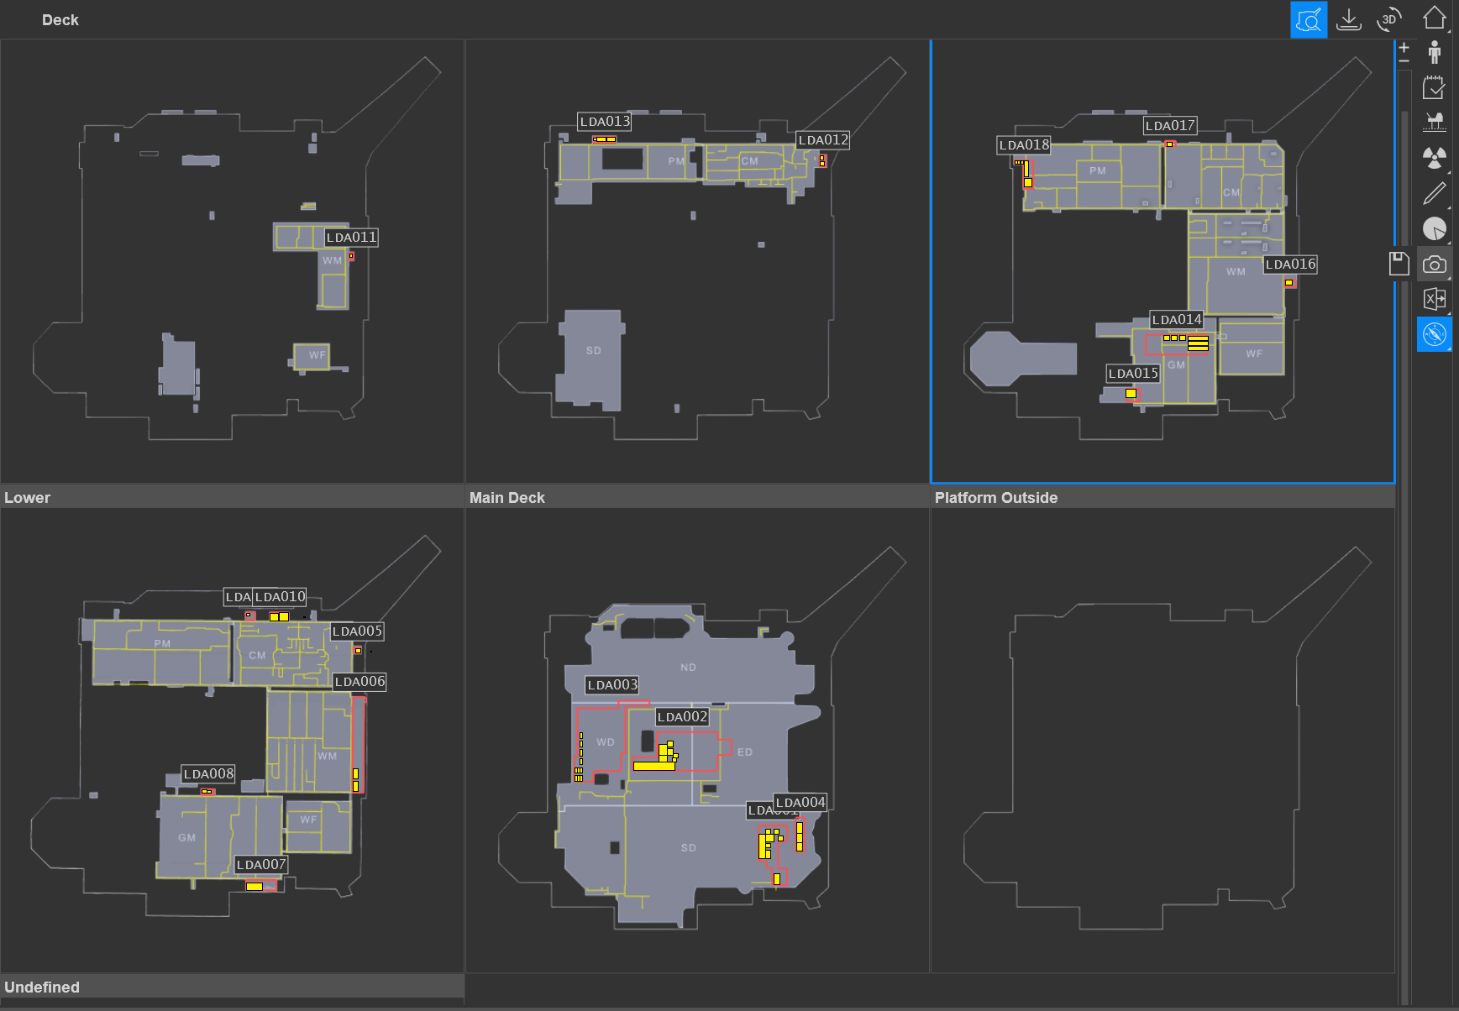 Deck
3D
LDA011
WM
WF
LDA013
LDA012
PM
CM
SD
LDA017
LDA018
PM
CM
LDA016
WM
LDA014
WF
GM
LDA015
Lower
Main Deck
Platform Outside
LDA
LDA010
LDA005
PM
CM
LDA006
WM
LDA008
WF
GM
LDA007
ND
LDA003
LDA002
WD
ED
LDA004
SD
Undefined